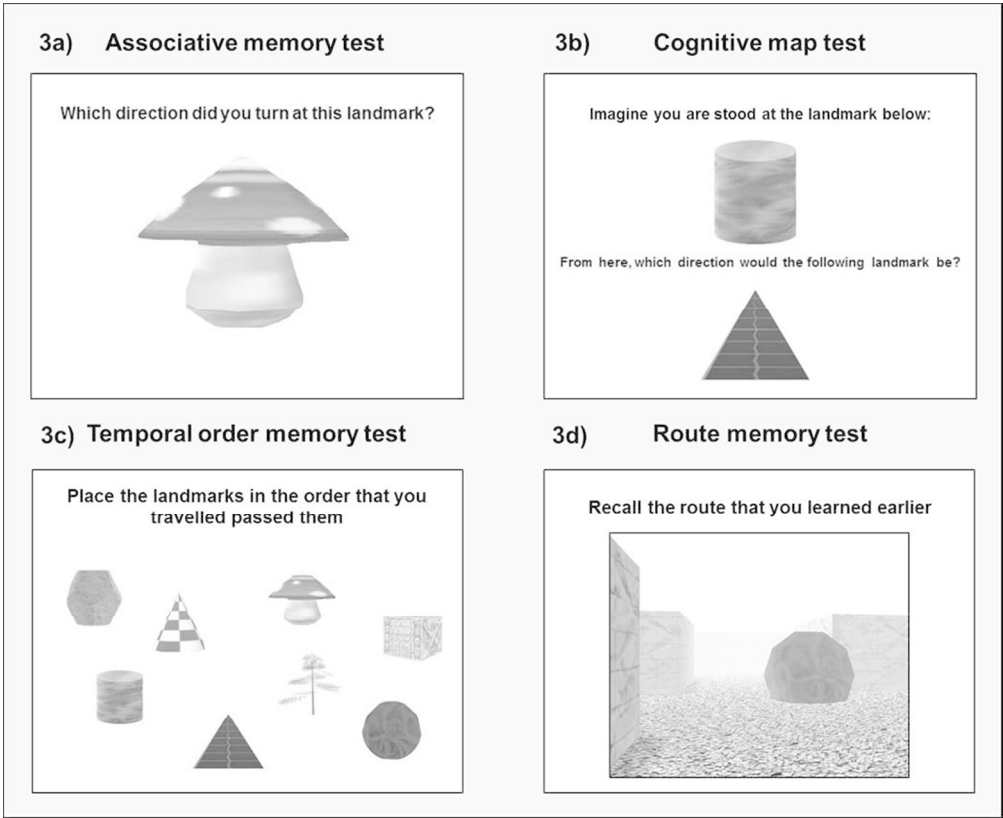 3a) Associative memory test
Which direction did you turn at this landmark?
3b) Cognitive map test
Imagine you are stood at the landmark below:
From here, which direction would the following landmark be?
3c) Temporal order memory test
Place the landmarks in the order that you
travelled passed them
3d) Route memory test
Recall the route that you learned earlier